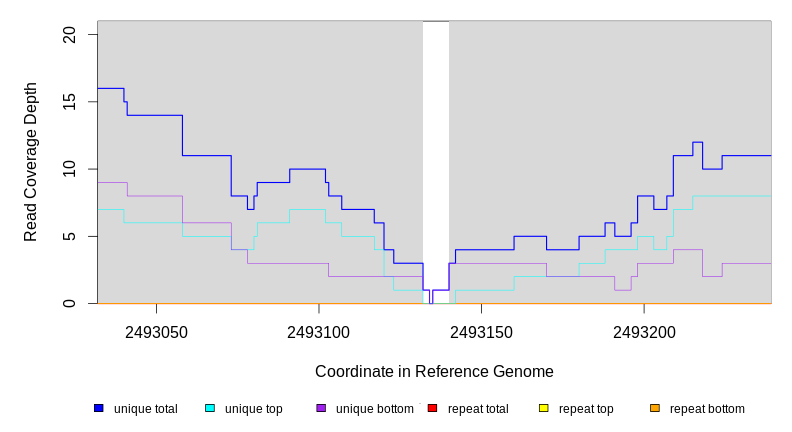 20
15
10
5
0
Read Coverage Depth
2493050 2493100 2493150 2493200
Coordinate in Reference Genome
unique total unique top unique bottom repeat total repeat top repeat bottom